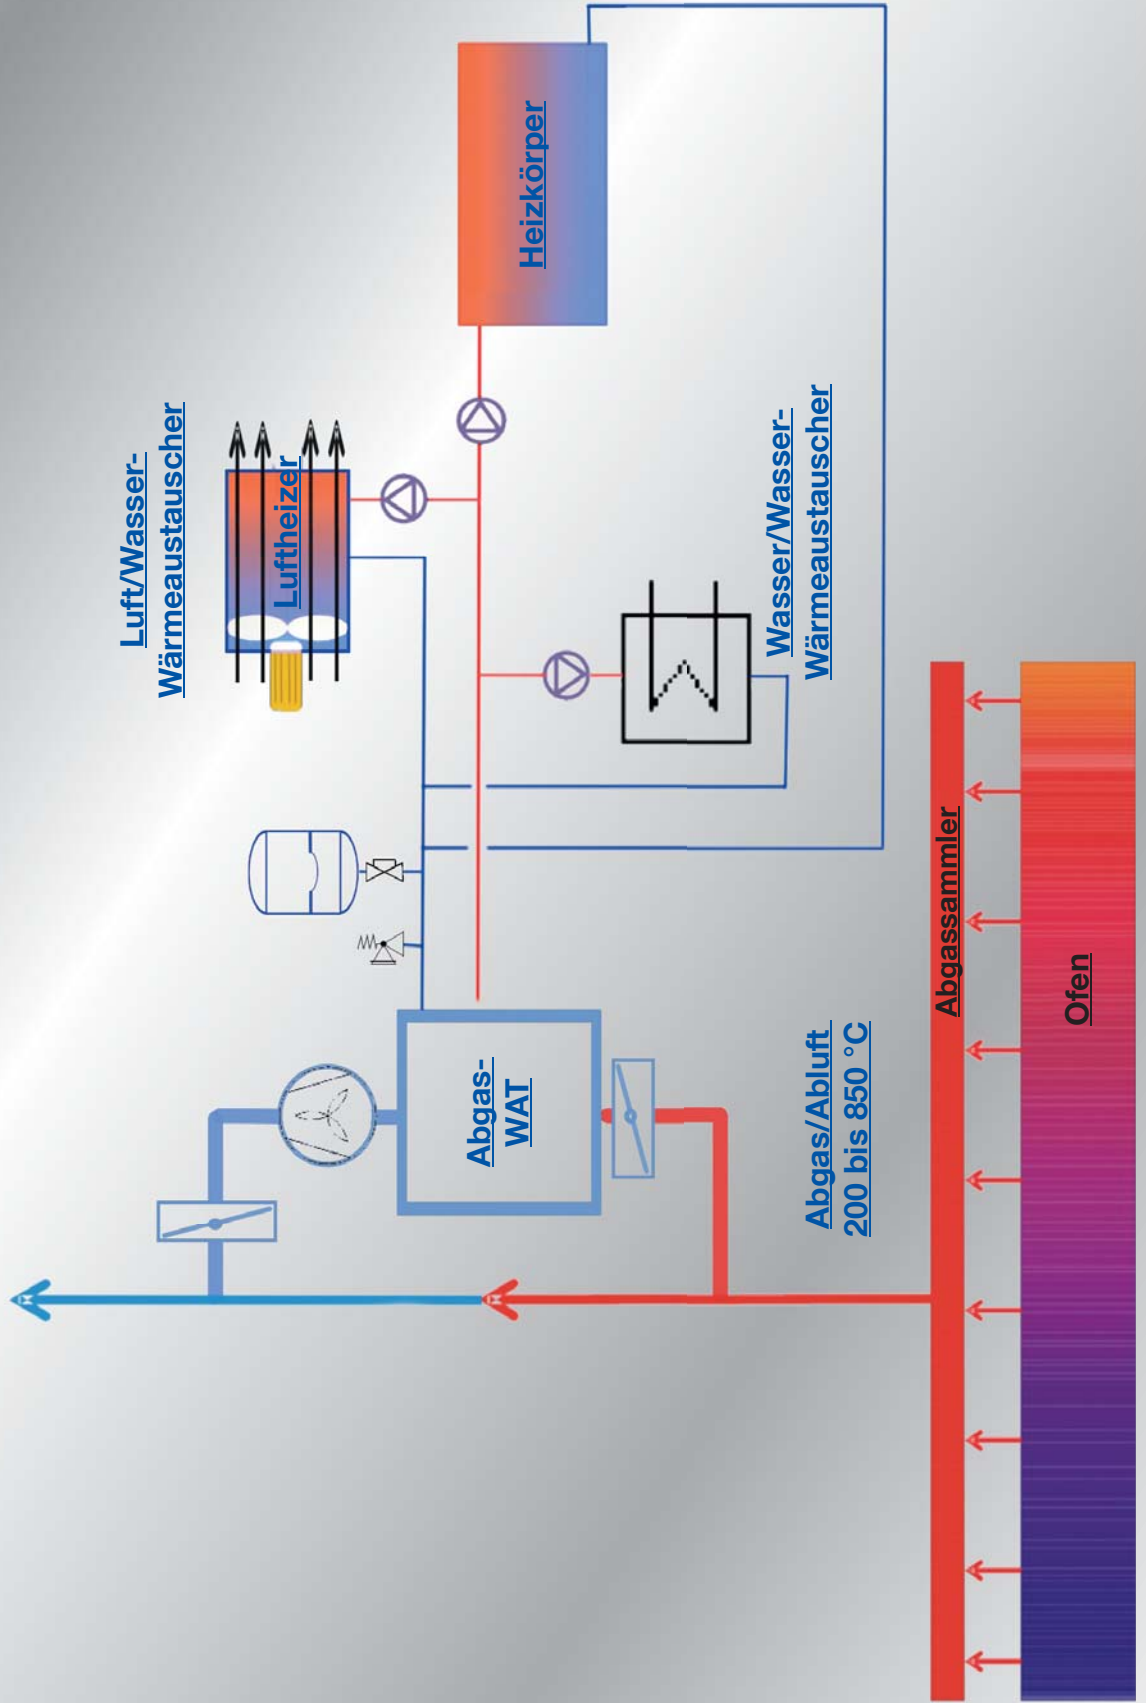 Luft/Wasser-
Wärmeaustauscher
Luftheizer
Heizkörper
Wasser/Wasser-
Wärmeaustauscher
Abgas-
WAT
Abgas/Abluft
200 bis 850 °C
Abgassammler
Ofen